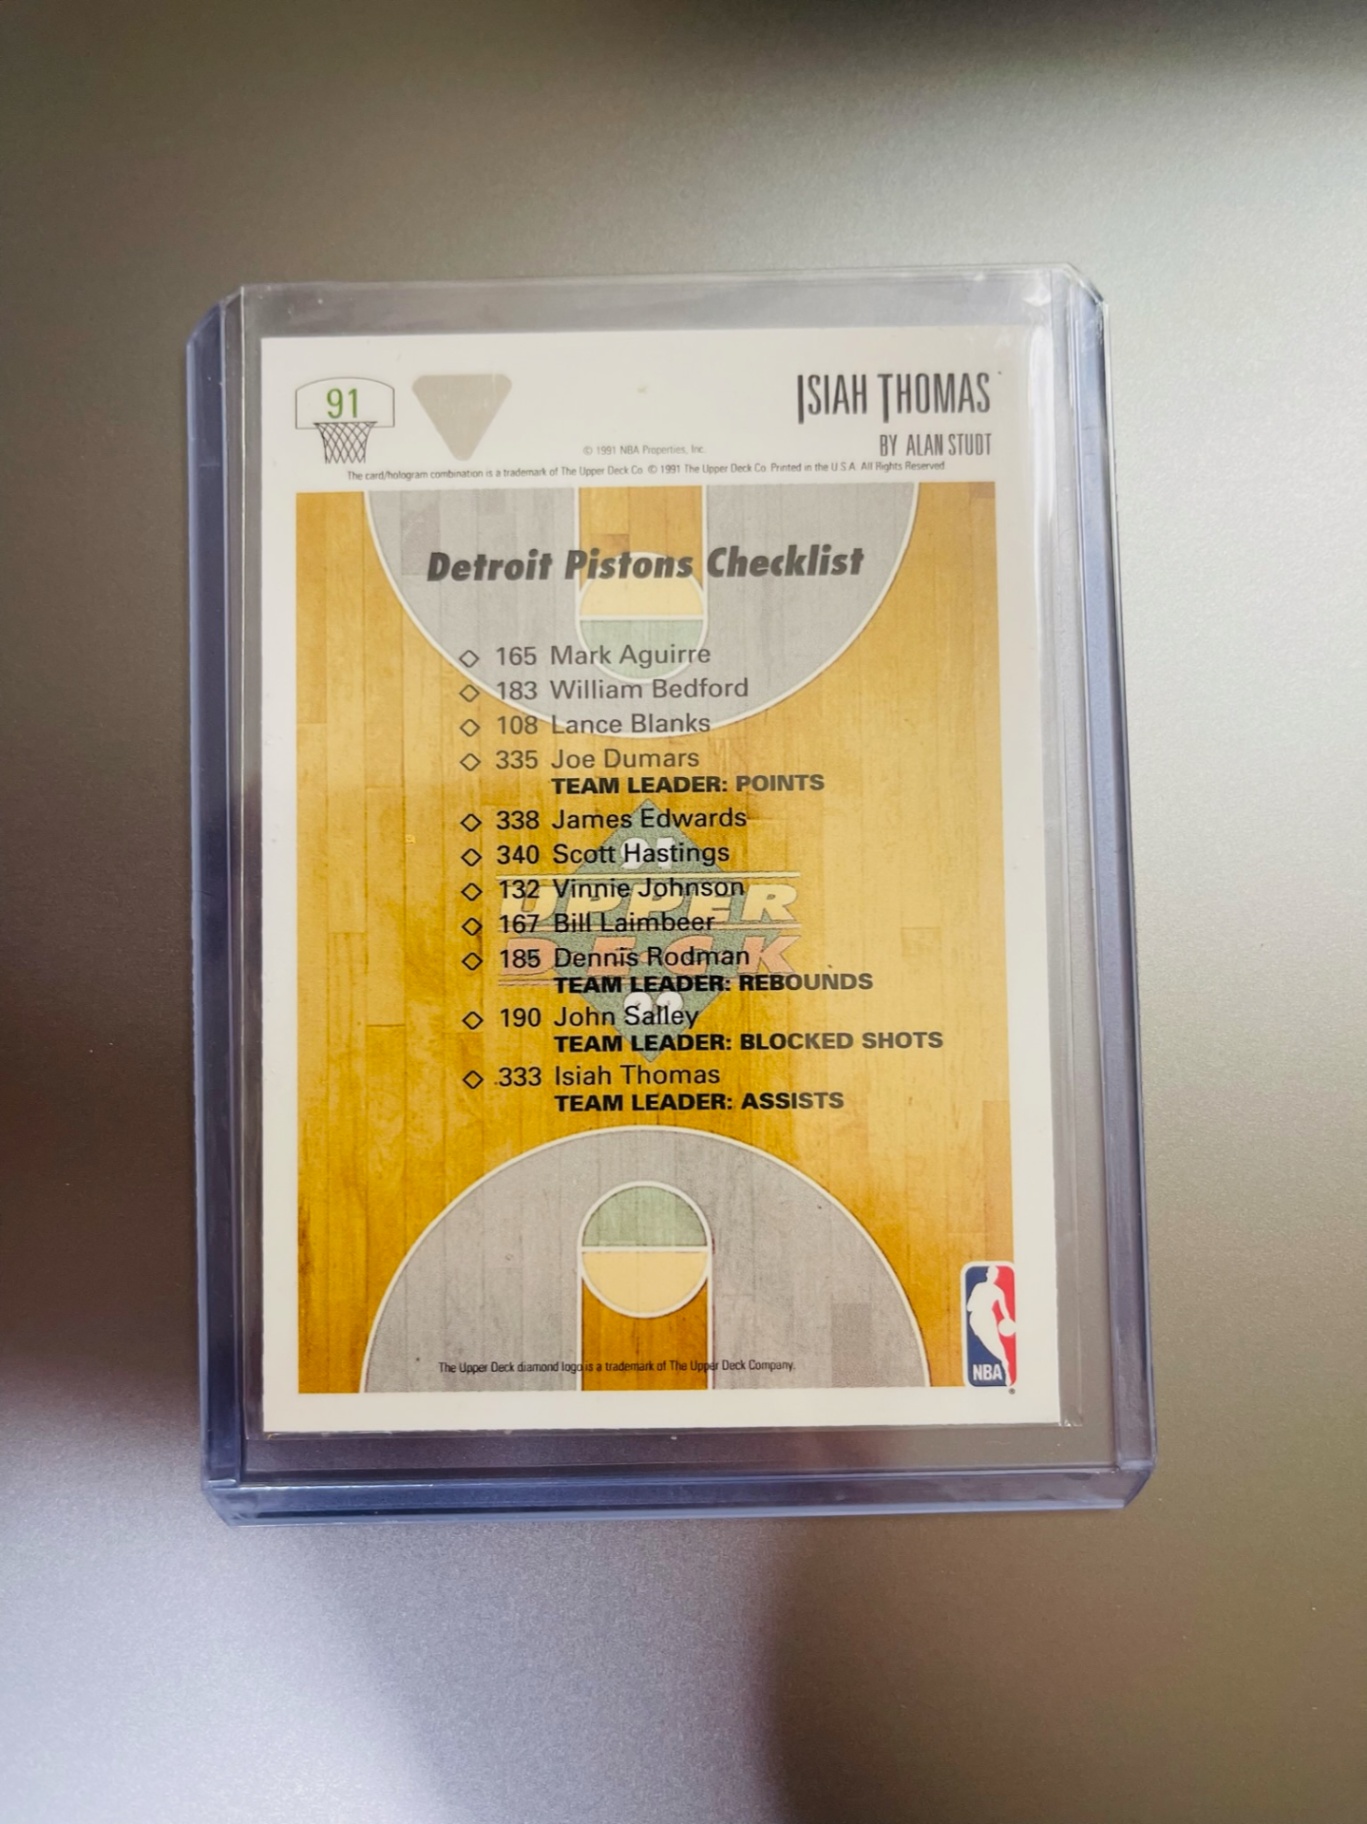 91
ISIAH THOMAS
BY ALAN STUDT
© 1991 NBA Properties, Inc.
The card/hologram combination is a trademark of The Upper Deck Co. © 1991 The Upper Deck Co. Printed in the U.S.A. All Rights Reserved.
Detroit Pistons Checklist
◇ 165 Mark Aguirre
◇ 183 William Bedford
◇ 108 Lance Blanks
◇ 335 Joe Dumars
TEAM LEADER: POINTS
◇ 338 James Edwards
◇ 340 Scott Hastings
◇ 132 Vinnie Johnson
◇ 167 Bill Laimbeer
◇ 185 Dennis Rodman
TEAM LEADER: REBOUNDS
◇ 190 John Salley
TEAM LEADER: BLOCKED SHOTS
◇ 333 Isiah Thomas
TEAM LEADER: ASSISTS
91
UPPER
DECK
92
The Upper Deck diamond logo is a trademark of The Upper Deck Company.
NBA